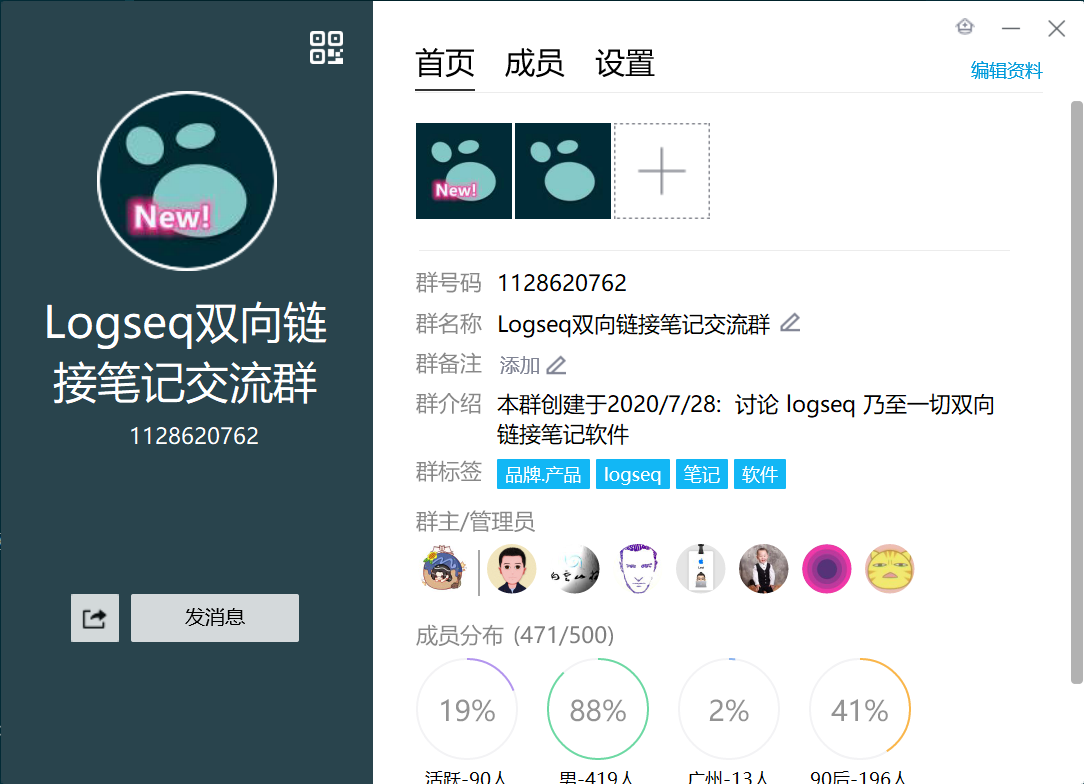 New!
Logseq双向链
接笔记交流群
1128620762
发消息
首页 成员 设置
编辑资料
New!
群号码 1128620762
群名称 Logseq双向链接笔记交流群
群备注 添加
群介绍 本群创建于2020/7/28: 讨论 logseq 乃至一切双向
链接笔记软件
群标签 品牌.产品 logseq 笔记 软件
群主/管理员
成员分布 (471/500)
19% 88% 2% 41%
活跃-90人 男-419人 广州-13人 90后-196人